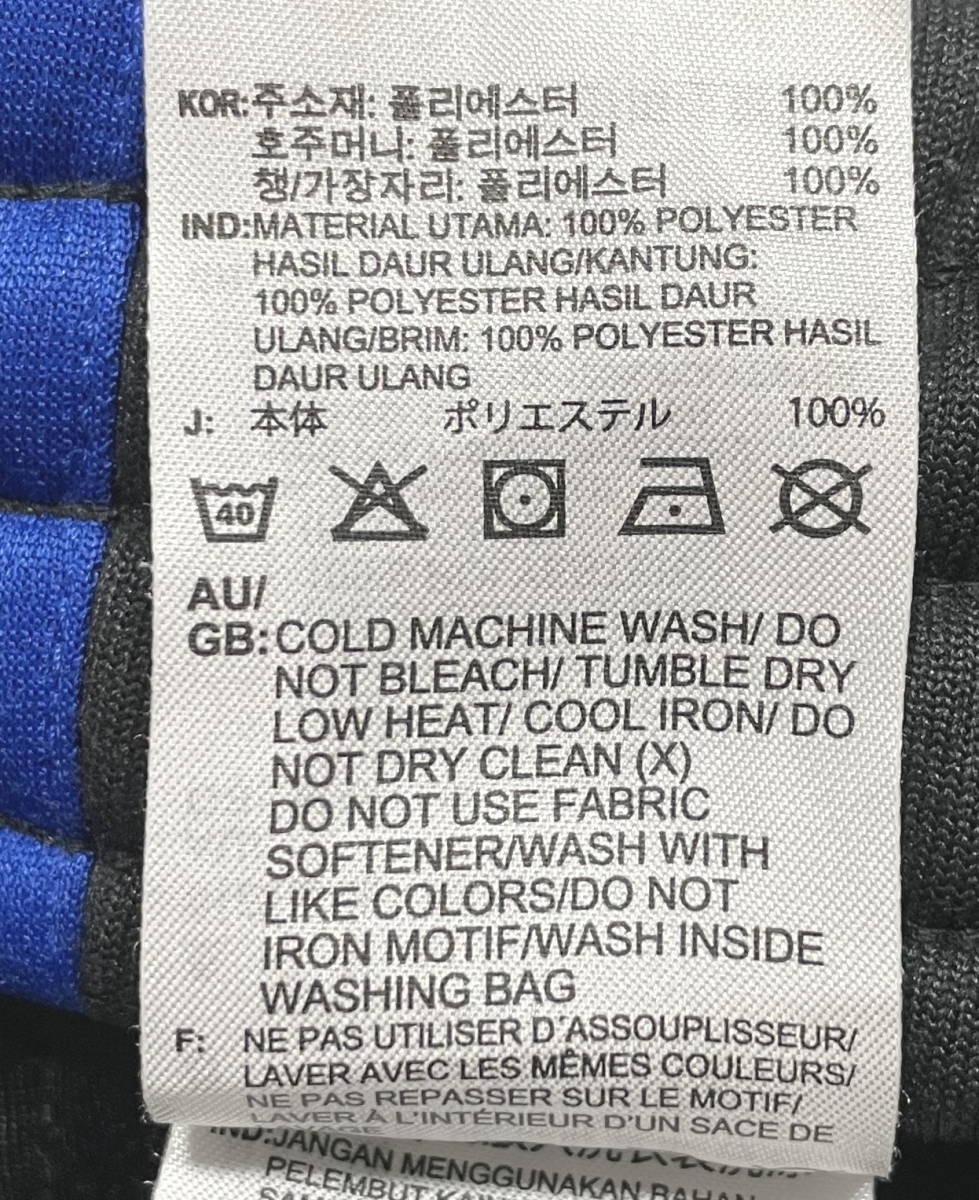 KOR:주소재: 폴리에스터 100%
호주머니: 폴리에스터 100%
챙/가장자리: 폴리에스터 100%
IND:MATERIAL UTAMA: 100% POLYESTER
HASIL DAUR ULANG/KANTUNG:
100% POLYESTER HASIL DAUR
ULANG/BRIM: 100% POLYESTER HASIL
DAUR ULANG
J: 本体 ポリエステル 100%
40
AU/
GB:COLD MACHINE WASH/ DO
NOT BLEACH/ TUMBLE DRY
LOW HEAT/ COOL IRON/ DO
NOT DRY CLEAN (X)
DO NOT USE FABRIC
SOFTENER/WASH WITH
LIKE COLORS/DO NOT
IRON MOTIF/WASH INSIDE
WASHING BAG
F: NE PAS UTILISER D'ASSOUPLISSEUR/
LAVER AVEC LES MÊMES COULEURS/
NE PAS REPASSER SUR LE MOTIF/
LAVER À L'INTÉRIEUR D'UN SACE DE
IND:JANGAN MENGGUNAKAN BAHAN
PELEMBUT